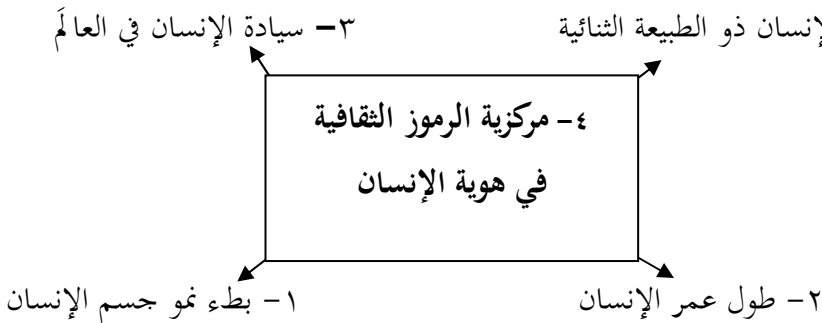 لإنسان ذو الطبيعة الثنائية
٣– سيادة الإنسان في العالَم
٤– مركزية الرموز الثقافية
في هوية الإنسان
٢– طول عمر الإنسان
١– بطء نمو جسم الإنسان